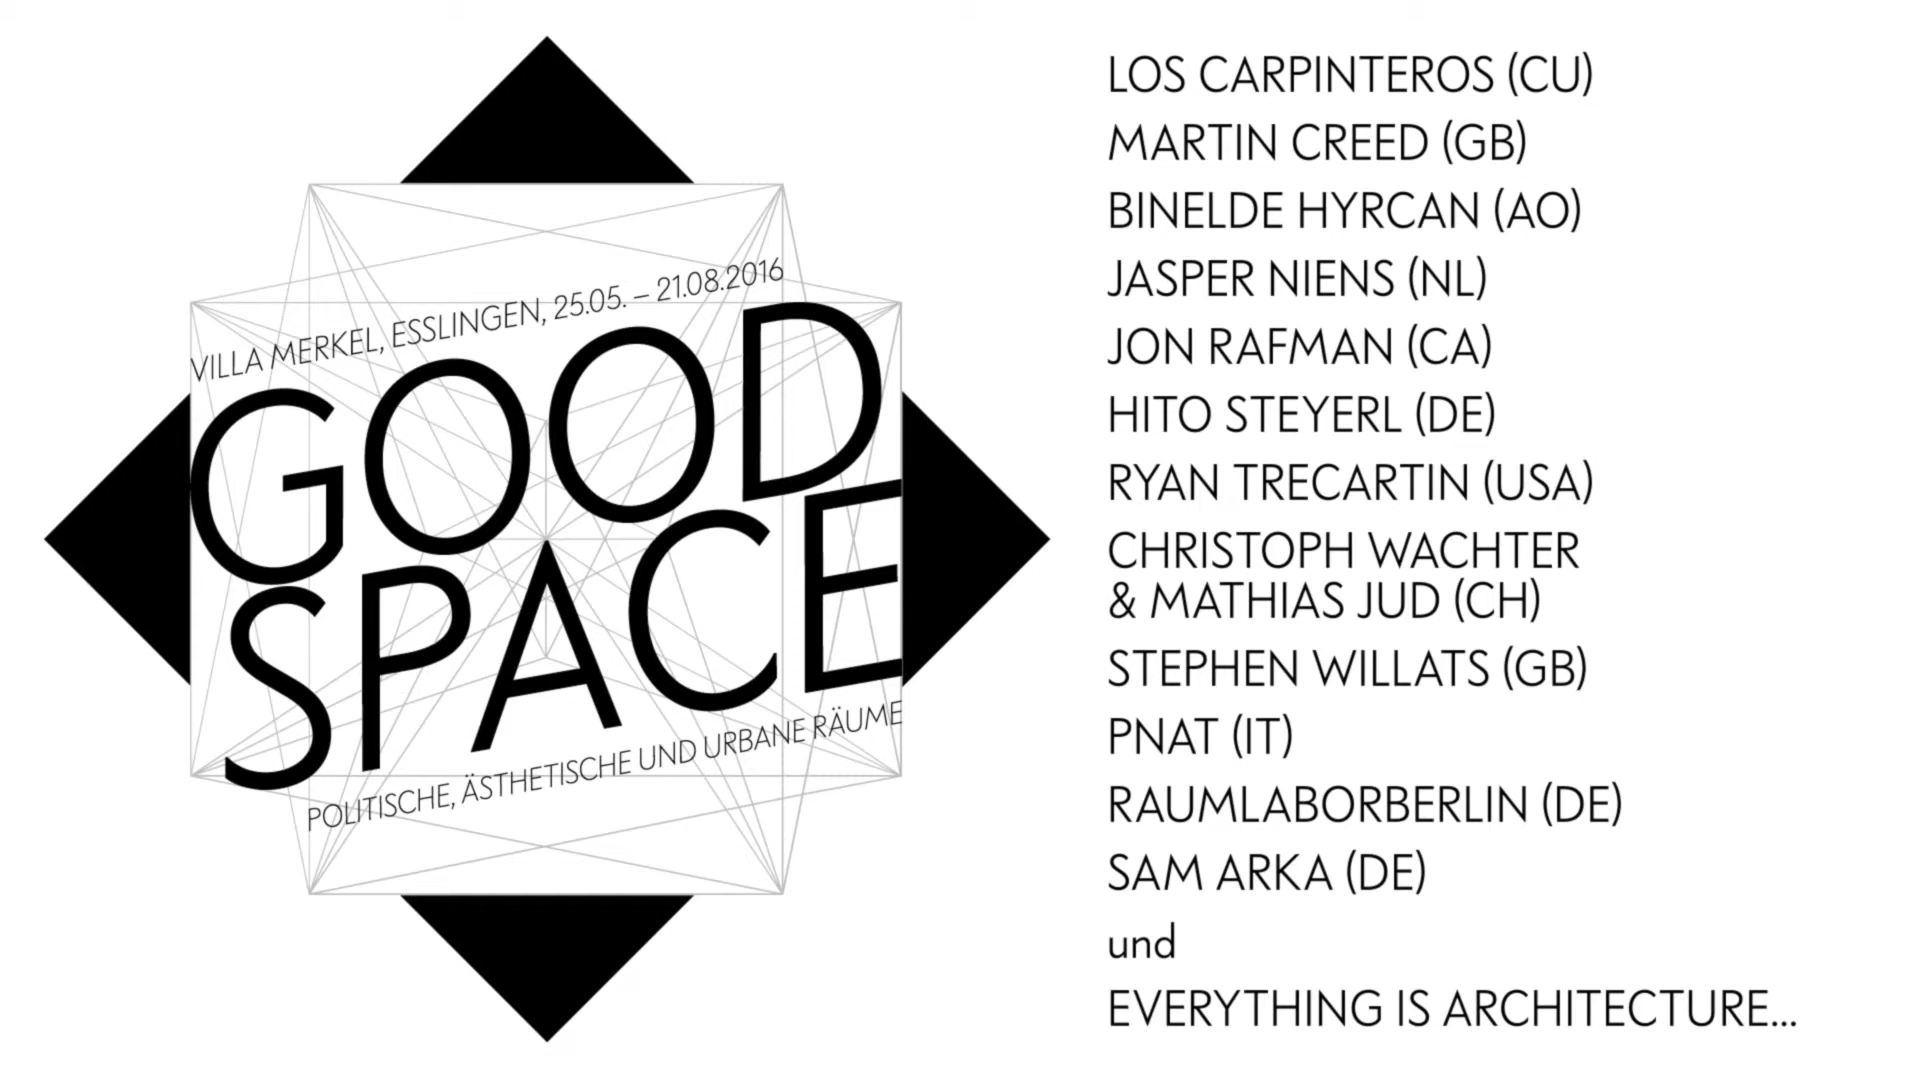 VILLA MERKEL, ESSLINGEN, 25.05. – 21.08.2016
GOOD
SPACE
POLITISCHE, ÄSTHETISCHE UND URBANE RÄUME
LOS CARPINTEROS (CU)
MARTIN CREED (GB)
BINELDE HYRCAN (AO)
JASPER NIENS (NL)
JON RAFMAN (CA)
HITO STEYERL (DE)
RYAN TRECARTIN (USA)
CHRISTOPH WACHTER
& MATHIAS JUD (CH)
STEPHEN WILLATS (GB)
PNAT (IT)
RAUMLABORBERLIN (DE)
SAM ARKA (DE)
und
EVERYTHING IS ARCHITECTURE...